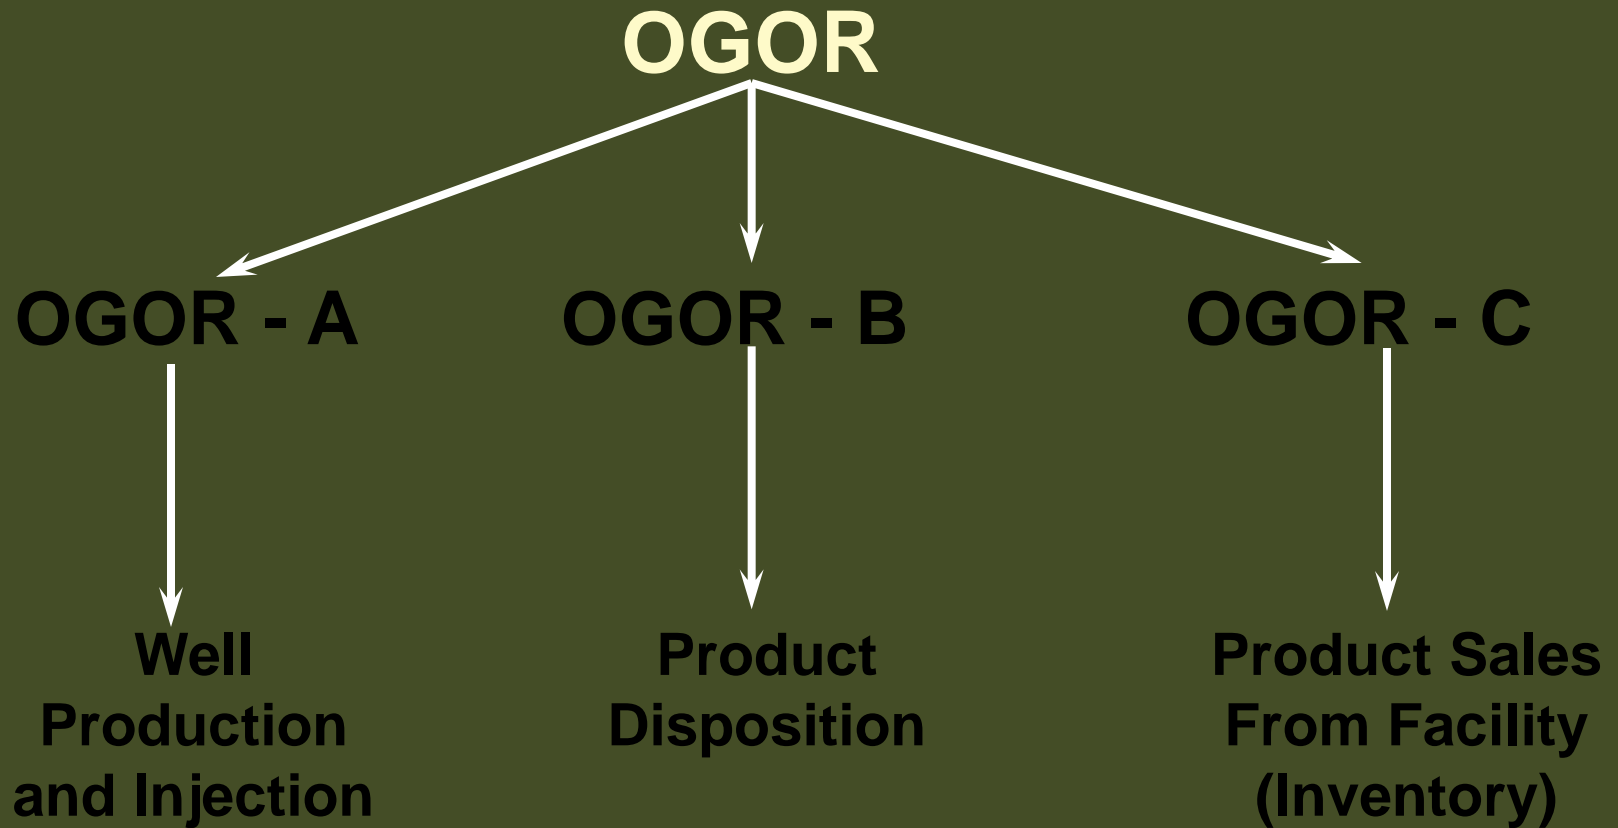 OGOR
OGOR - A
OGOR - B
OGOR - C
Well
Production
and Injection
Product
Disposition
Product Sales
From Facility
(Inventory)